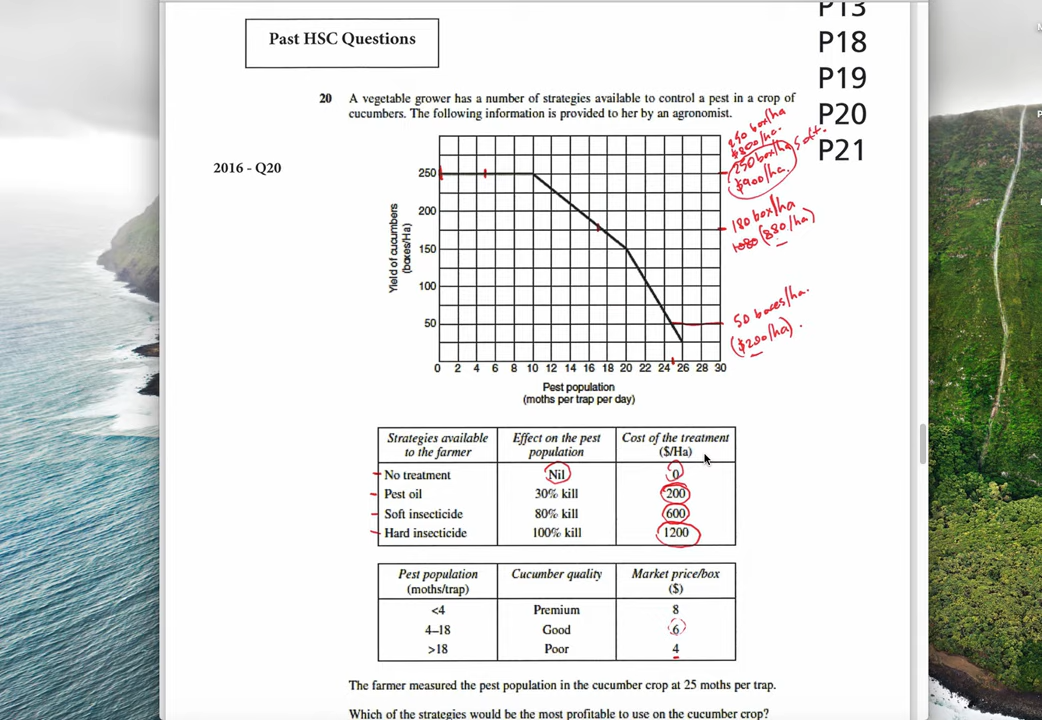 P13
Past HSC Questions
P18
P19
P20
P21
20 A vegetable grower has a number of strategies available to control a pest in a crop of
cucumbers. The following information is provided to her by an agronomist.
2016 - Q20
250 box/ha
$800/ha.
250 box/ha soft.
$900/ha.
180 box/ha
1080 (880/ha)
50 boxes/ha.
($200/ha).
Yield of cucumbers
(boxes/Ha)
250
200
150
100
50
0 2 4 6 8 10 12 14 16 18 20 22 24 26 28 30
Pest population
(moths per trap per day)
Strategies available to the farmer Effect on the pest population Cost of the treatment ($/Ha)
No treatment Nil 0
Pest oil 30% kill 200
Soft insecticide 80% kill 600
Hard insecticide 100% kill 1200
Pest population (moths/trap) Cucumber quality Market price/box ($)
<4 Premium 8
4–18 Good 6
>18 Poor 4
The farmer measured the pest population in the cucumber crop at 25 moths per trap.
Which of the strategies would be the most profitable to use on the cucumber crop?